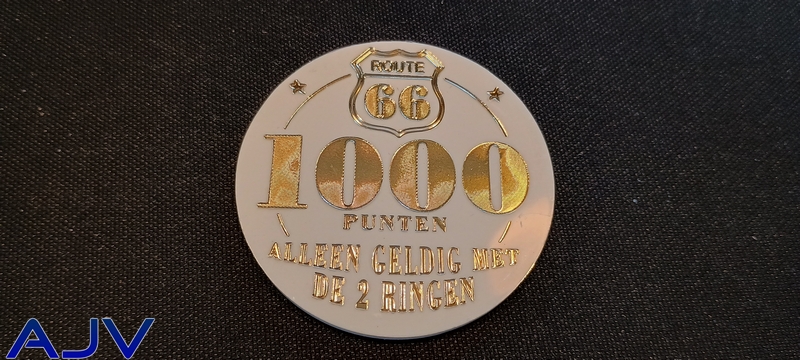 ROUTE
66
1000
PUNTEN
ALLEEN GELDIG MET
DE 2 RINGEN
AJV